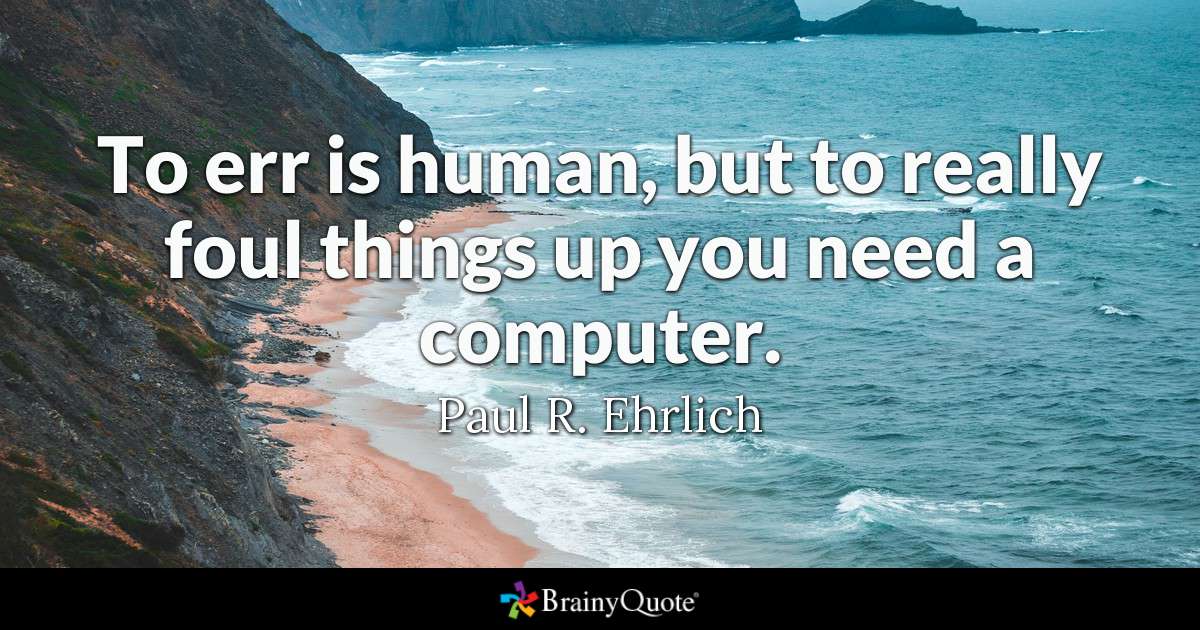 To err is human, but to really
foul things up you need a
computer.
Paul R. Ehrlich
BrainyQuote®